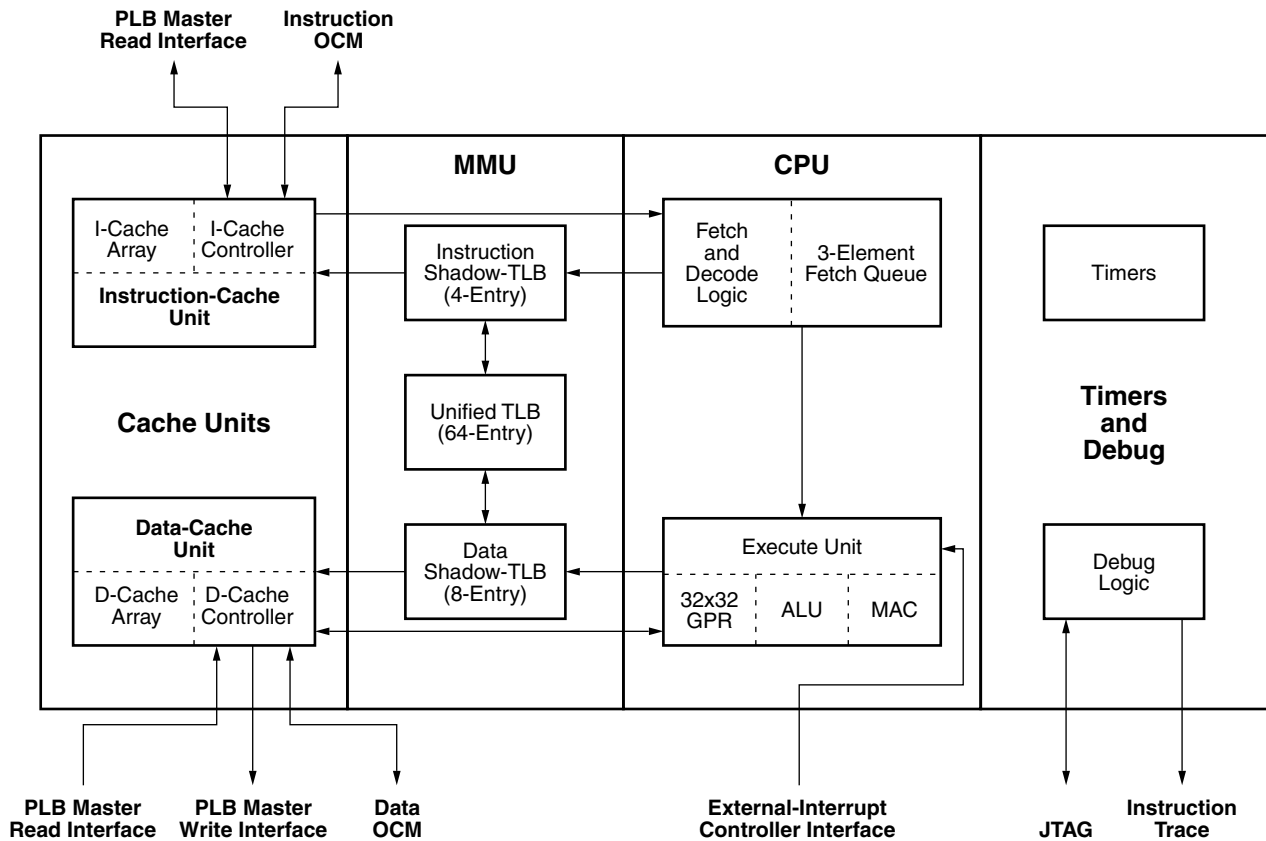 PLB Master
Read Interface
Instruction
OCM
MMU
CPU
I-Cache
Array
I-Cache
Controller
Instruction-Cache
Unit
Instruction
Shadow-TLB
(4-Entry)
Fetch
and
Decode
Logic
3-Element
Fetch Queue
Timers
Cache Units
Unified TLB
(64-Entry)
Timers
and
Debug
Data-Cache
Unit
D-Cache
Array
D-Cache
Controller
Data
Shadow-TLB
(8-Entry)
Execute Unit
32x32
GPR
ALU
MAC
Debug
Logic
PLB Master
Read Interface
PLB Master
Write Interface
Data
OCM
External-Interrupt
Controller Interface
JTAG
Instruction
Trace